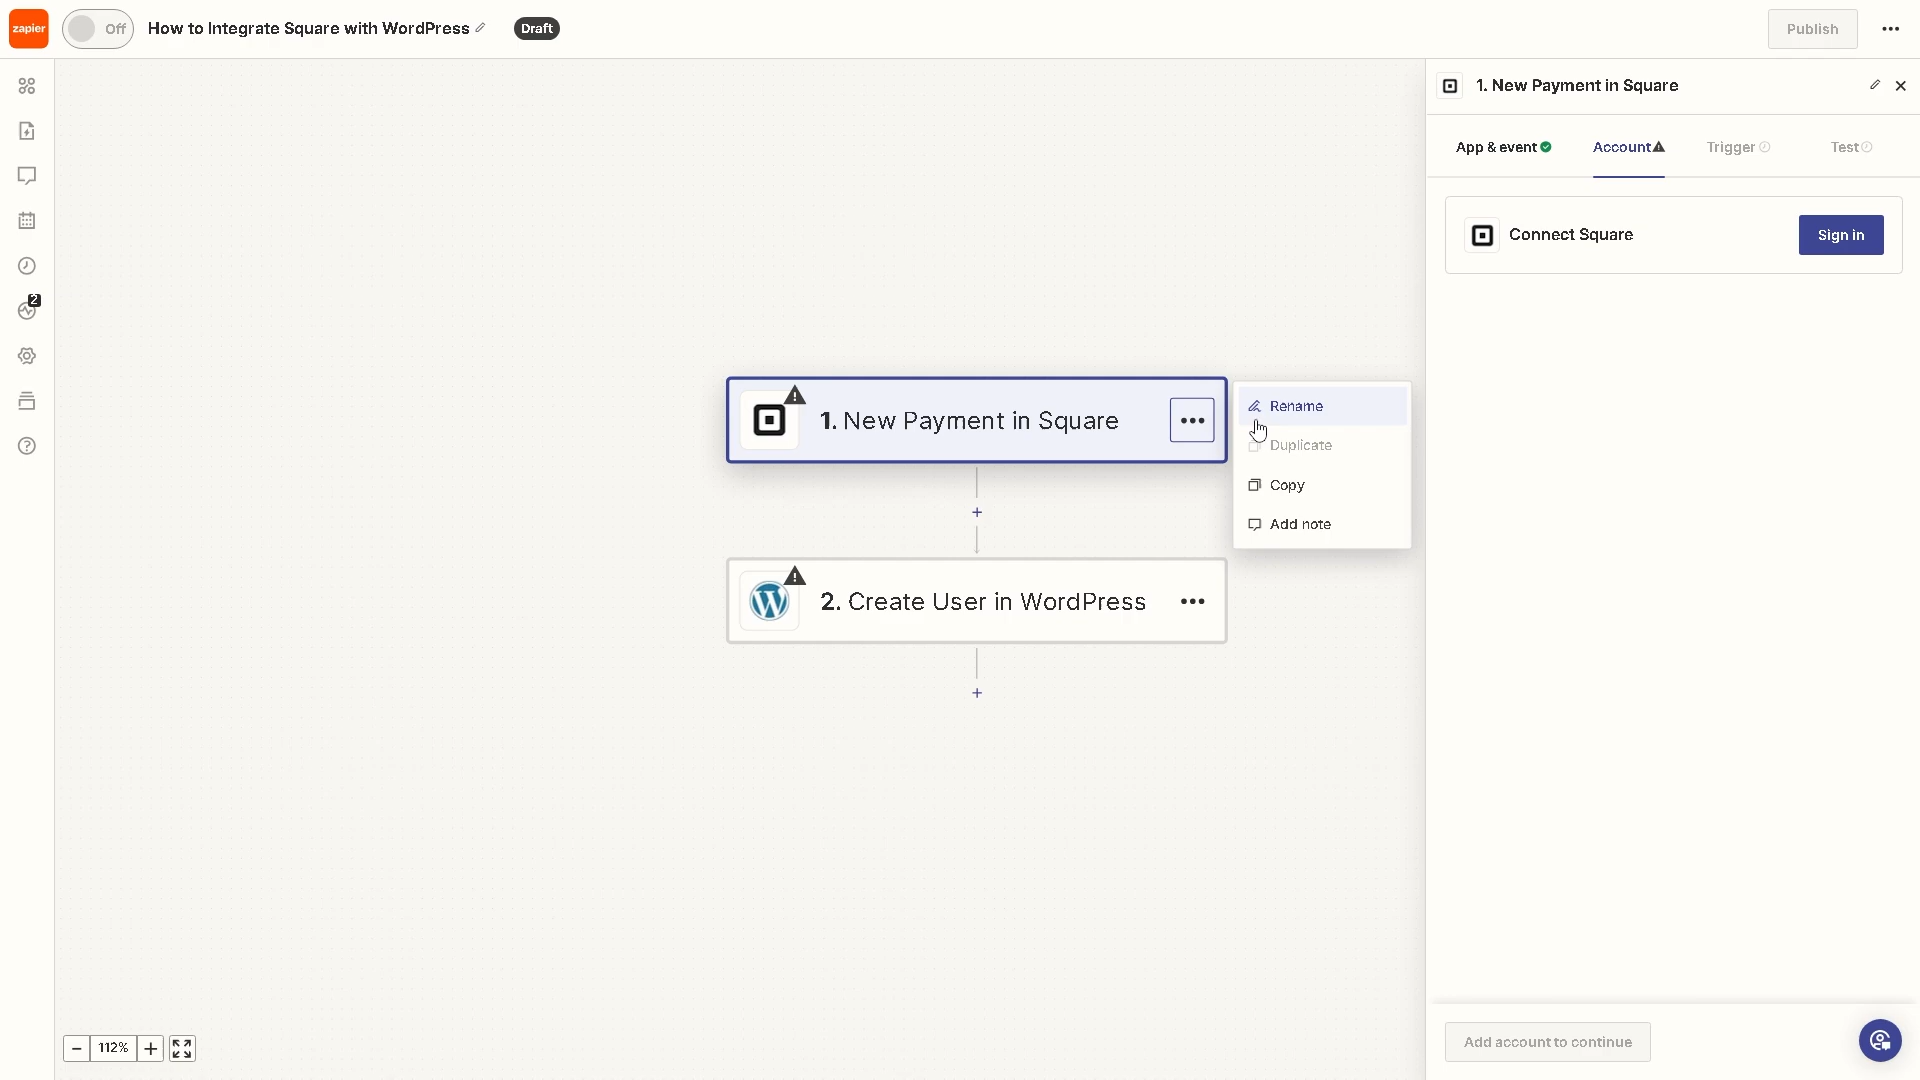 zapier
Off
How to Integrate Square with WordPress
Draft
Publish
1. New Payment in Square
App & event
Account
Trigger
Test
Connect Square
Sign in
2
1. New Payment in Square
Rename
Duplicate
Copy
Add note
2. Create User in WordPress
112%
Add account to continue